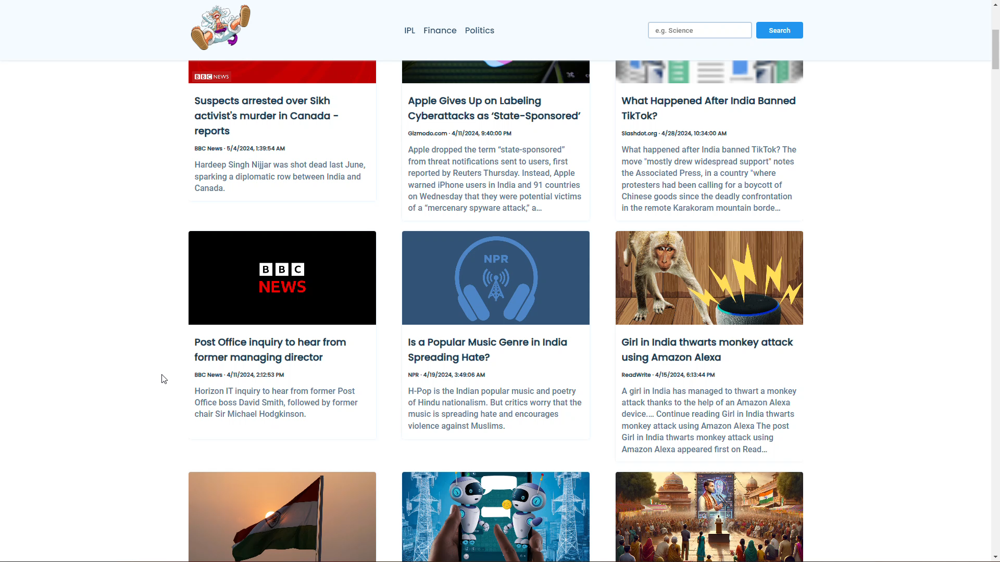 IPL
Finance
Politics
e.g. Science
Search
BBC NEWS
Suspects arrested over Sikh
activist's murder in Canada -
reports
BBC News · 5/4/2024, 1:39:54 AM
Hardeep Singh Nijjar was shot dead last June,
sparking a diplomatic row between India and
Canada.
Apple Gives Up on Labeling
Cyberattacks as ‘State-Sponsored’
Gizmodo.com · 4/11/2024, 9:40:00 PM
Apple dropped the term “state-sponsored”
from threat notifications sent to users, first
reported by Reuters Thursday. Instead, Apple
warned iPhone users in India and 91 countries
on Wednesday that they were potential victims
of a “mercenary spyware attack,” a…
What Happened After India Banned
TikTok?
Slashdot.org · 4/28/2024, 10:34:00 AM
What happened after India banned TikTok? The
move "mostly drew widespread support" notes
the Associated Press, in a country "where
protesters had been calling for a boycott of
Chinese goods since the deadly confrontation
in the remote Karakoram mountain borde…
BBC
NEWS
Post Office inquiry to hear from
former managing director
BBC News · 4/11/2024, 2:12:53 PM
Horizon IT inquiry to hear from former Post
Office boss David Smith, followed by former
chair Sir Michael Hodgkinson.
NPR
Is a Popular Music Genre in India
Spreading Hate?
NPR · 4/19/2024, 3:49:06 AM
H-Pop is the Indian popular music and poetry
of Hindu nationalism. But critics worry that the
music is spreading hate and encourages
violence against Muslims.
Girl in India thwarts monkey attack
using Amazon Alexa
ReadWrite · 4/15/2024, 6:13:44 PM
A girl in India has managed to thwart a monkey
attack thanks to the help of an Amazon Alexa
device.… Continue reading Girl in India thwarts
monkey attack using Amazon Alexa The post
Girl in India thwarts monkey attack using
Amazon Alexa appeared first on Read…